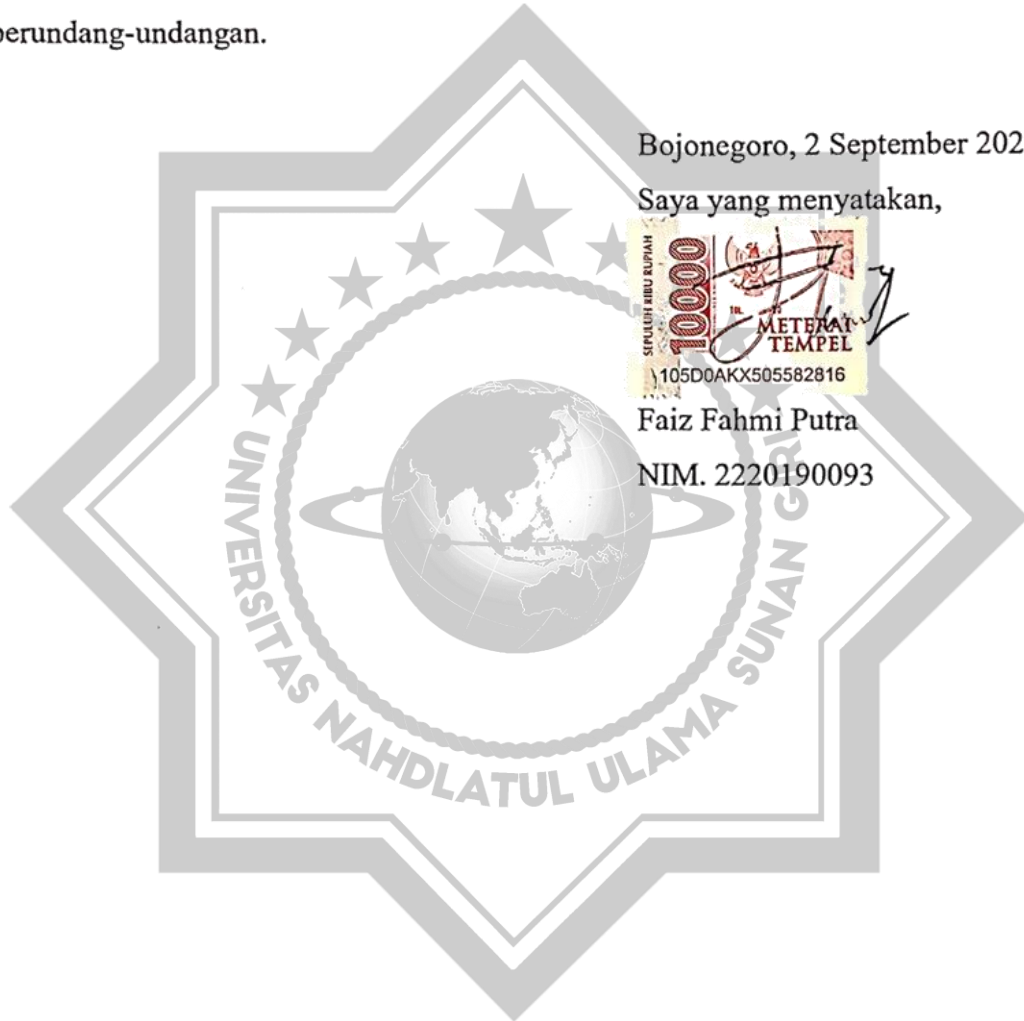 perundang-undangan.
Bojonegoro, 2 September 202
Saya yang menyatakan,
SEPULUH RIBU RUPIAH
10000
METERAI
TEMPEL
105D0AKX505582816
Faiz Fahmi Putra
NIM. 2220190093
UNIVERSITAS NAHDLATUL ULAMA SUNAN GIRI